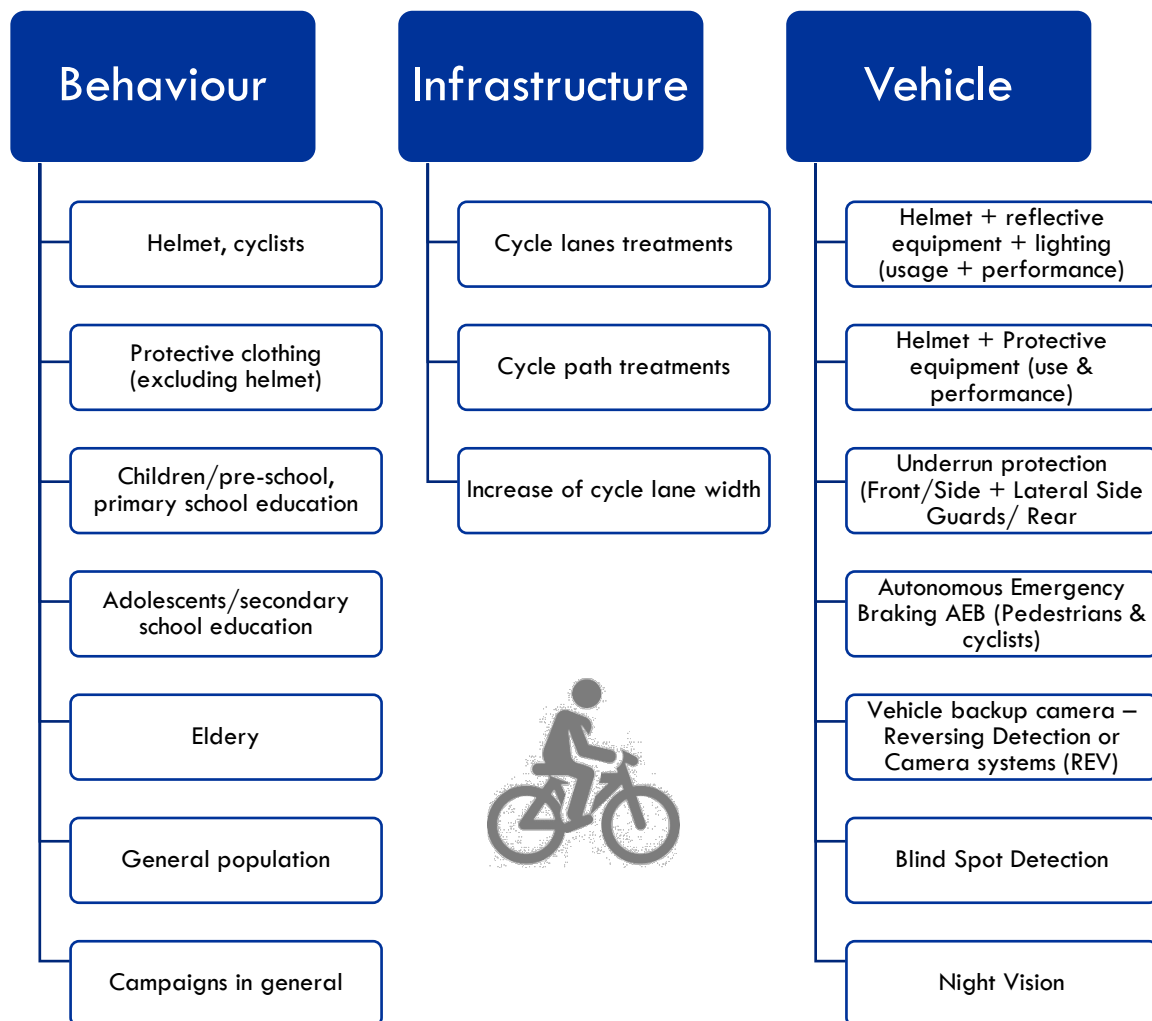 Behaviour
Helmet, cyclists
Protective clothing
(excluding helmet)
Children/pre-school,
primary school education
Adolescents/secondary
school education
Eldery
General population
Campaigns in general
Infrastructure
Cycle lanes treatments
Cycle path treatments
Increase of cycle lane width
Vehicle
Helmet + reflective
equipment + lighting
(usage + performance)
Helmet + Protective
equipment (use &
performance)
Underrun protection
(Front/Side + Lateral Side
Guards/ Rear
Autonomous Emergency
Braking AEB (Pedestrians &
cyclists)
Vehicle backup camera –
Reversing Detection or
Camera systems (REV)
Blind Spot Detection
Night Vision